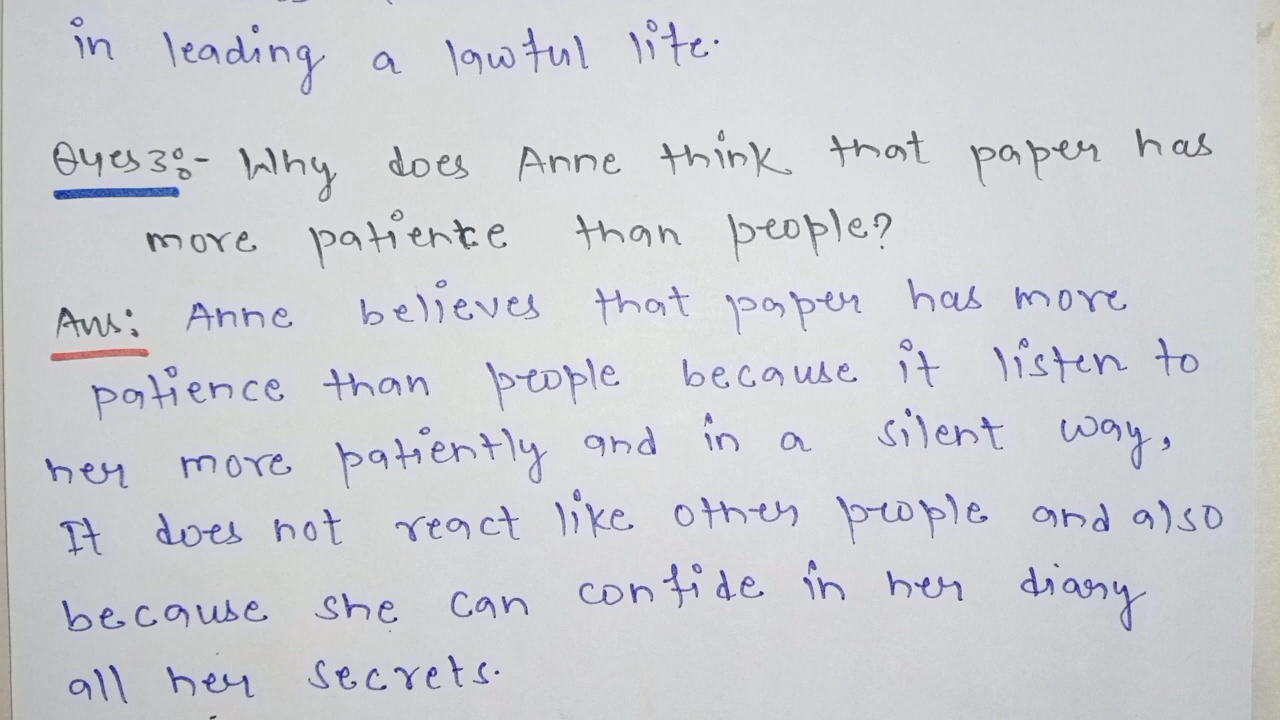 in leading a lawful life.
Ques3:- Why does Anne think that paper has
more patience than people?
Ans: Anne believes that paper has more
patience than people because it listen to
her more patiently and in a silent way,
It does not react like other people and also
because she can confide in her diary
all her secrets.